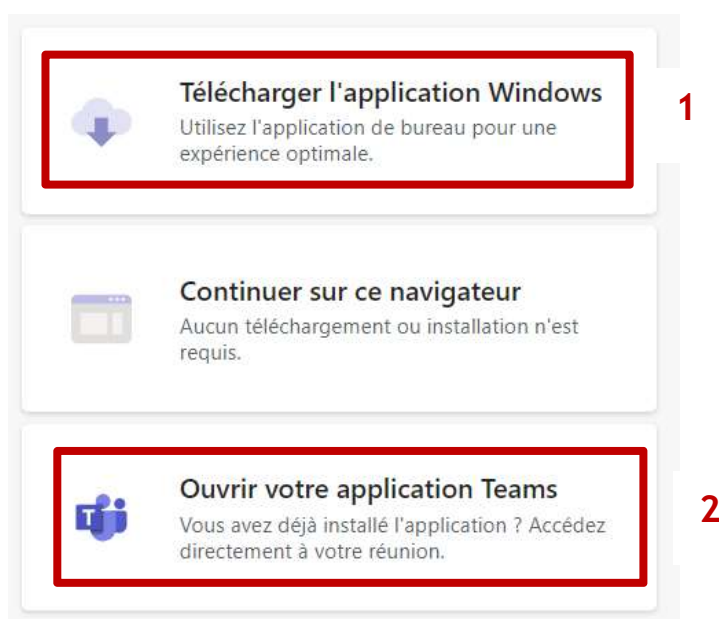 Télécharger l'application Windows
Utilisez l'application de bureau pour une
expérience optimale.
1
Continuer sur ce navigateur
Aucun téléchargement ou installation n'est
requis.
Ouvrir votre application Teams
Vous avez déjà installé l'application ? Accédez
directement à votre réunion.
2
T